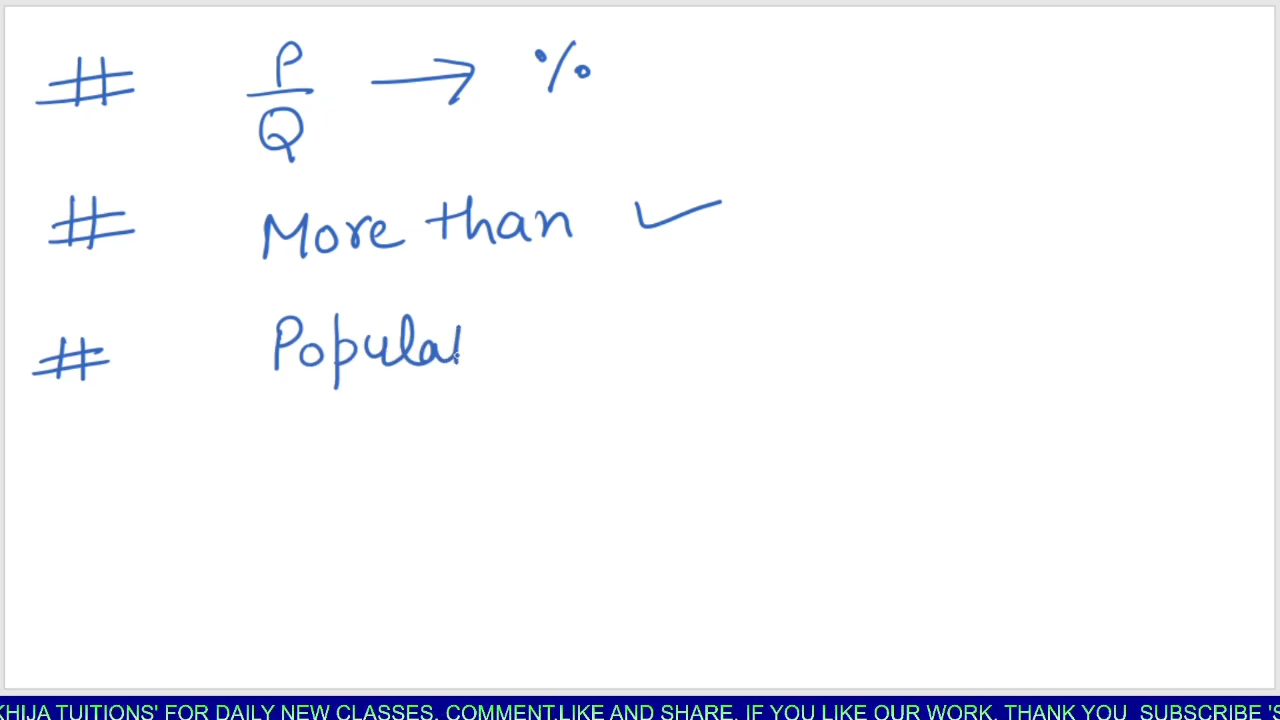 # P/Q → %
# More than ✓
# Popula
KHIJA TUITIONS' FOR DAILY NEW CLASSES. COMMENT,LIKE AND SHARE. IF YOU LIKE OUR WORK. THANK YOU SUBSCRIBE 'S